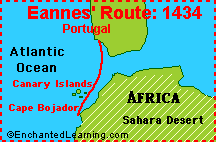 Eannes' Route: 1434
Portugal
Atlantic
Ocean
Canary Islands
Cape Bojador
AFRICA
Sahara Desert
©EnchantedLearning.com